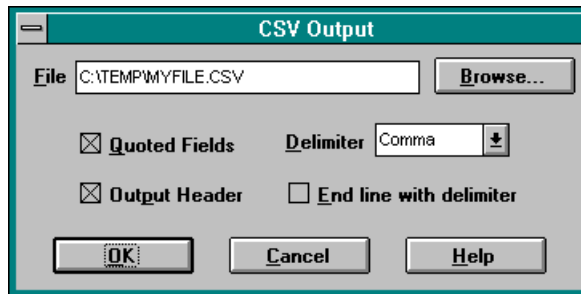 CSV Output
File C:\TEMP\MYFILE.CSV Browse...
Quoted Fields Delimiter Comma
Output Header End line with delimiter
OK Cancel Help